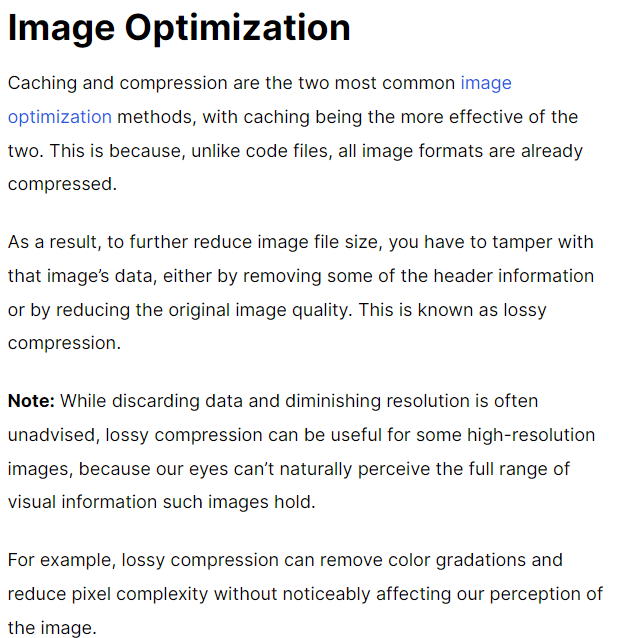 Image Optimization
Caching and compression are the two most common image
optimization methods, with caching being the more effective of the
two. This is because, unlike code files, all image formats are already
compressed.
As a result, to further reduce image file size, you have to tamper with
that image’s data, either by removing some of the header information
or by reducing the original image quality. This is known as lossy
compression.
Note: While discarding data and diminishing resolution is often
unadvised, lossy compression can be useful for some high-resolution
images, because our eyes can’t naturally perceive the full range of
visual information such images hold.
For example, lossy compression can remove color gradations and
reduce pixel complexity without noticeably affecting our perception of
the image.